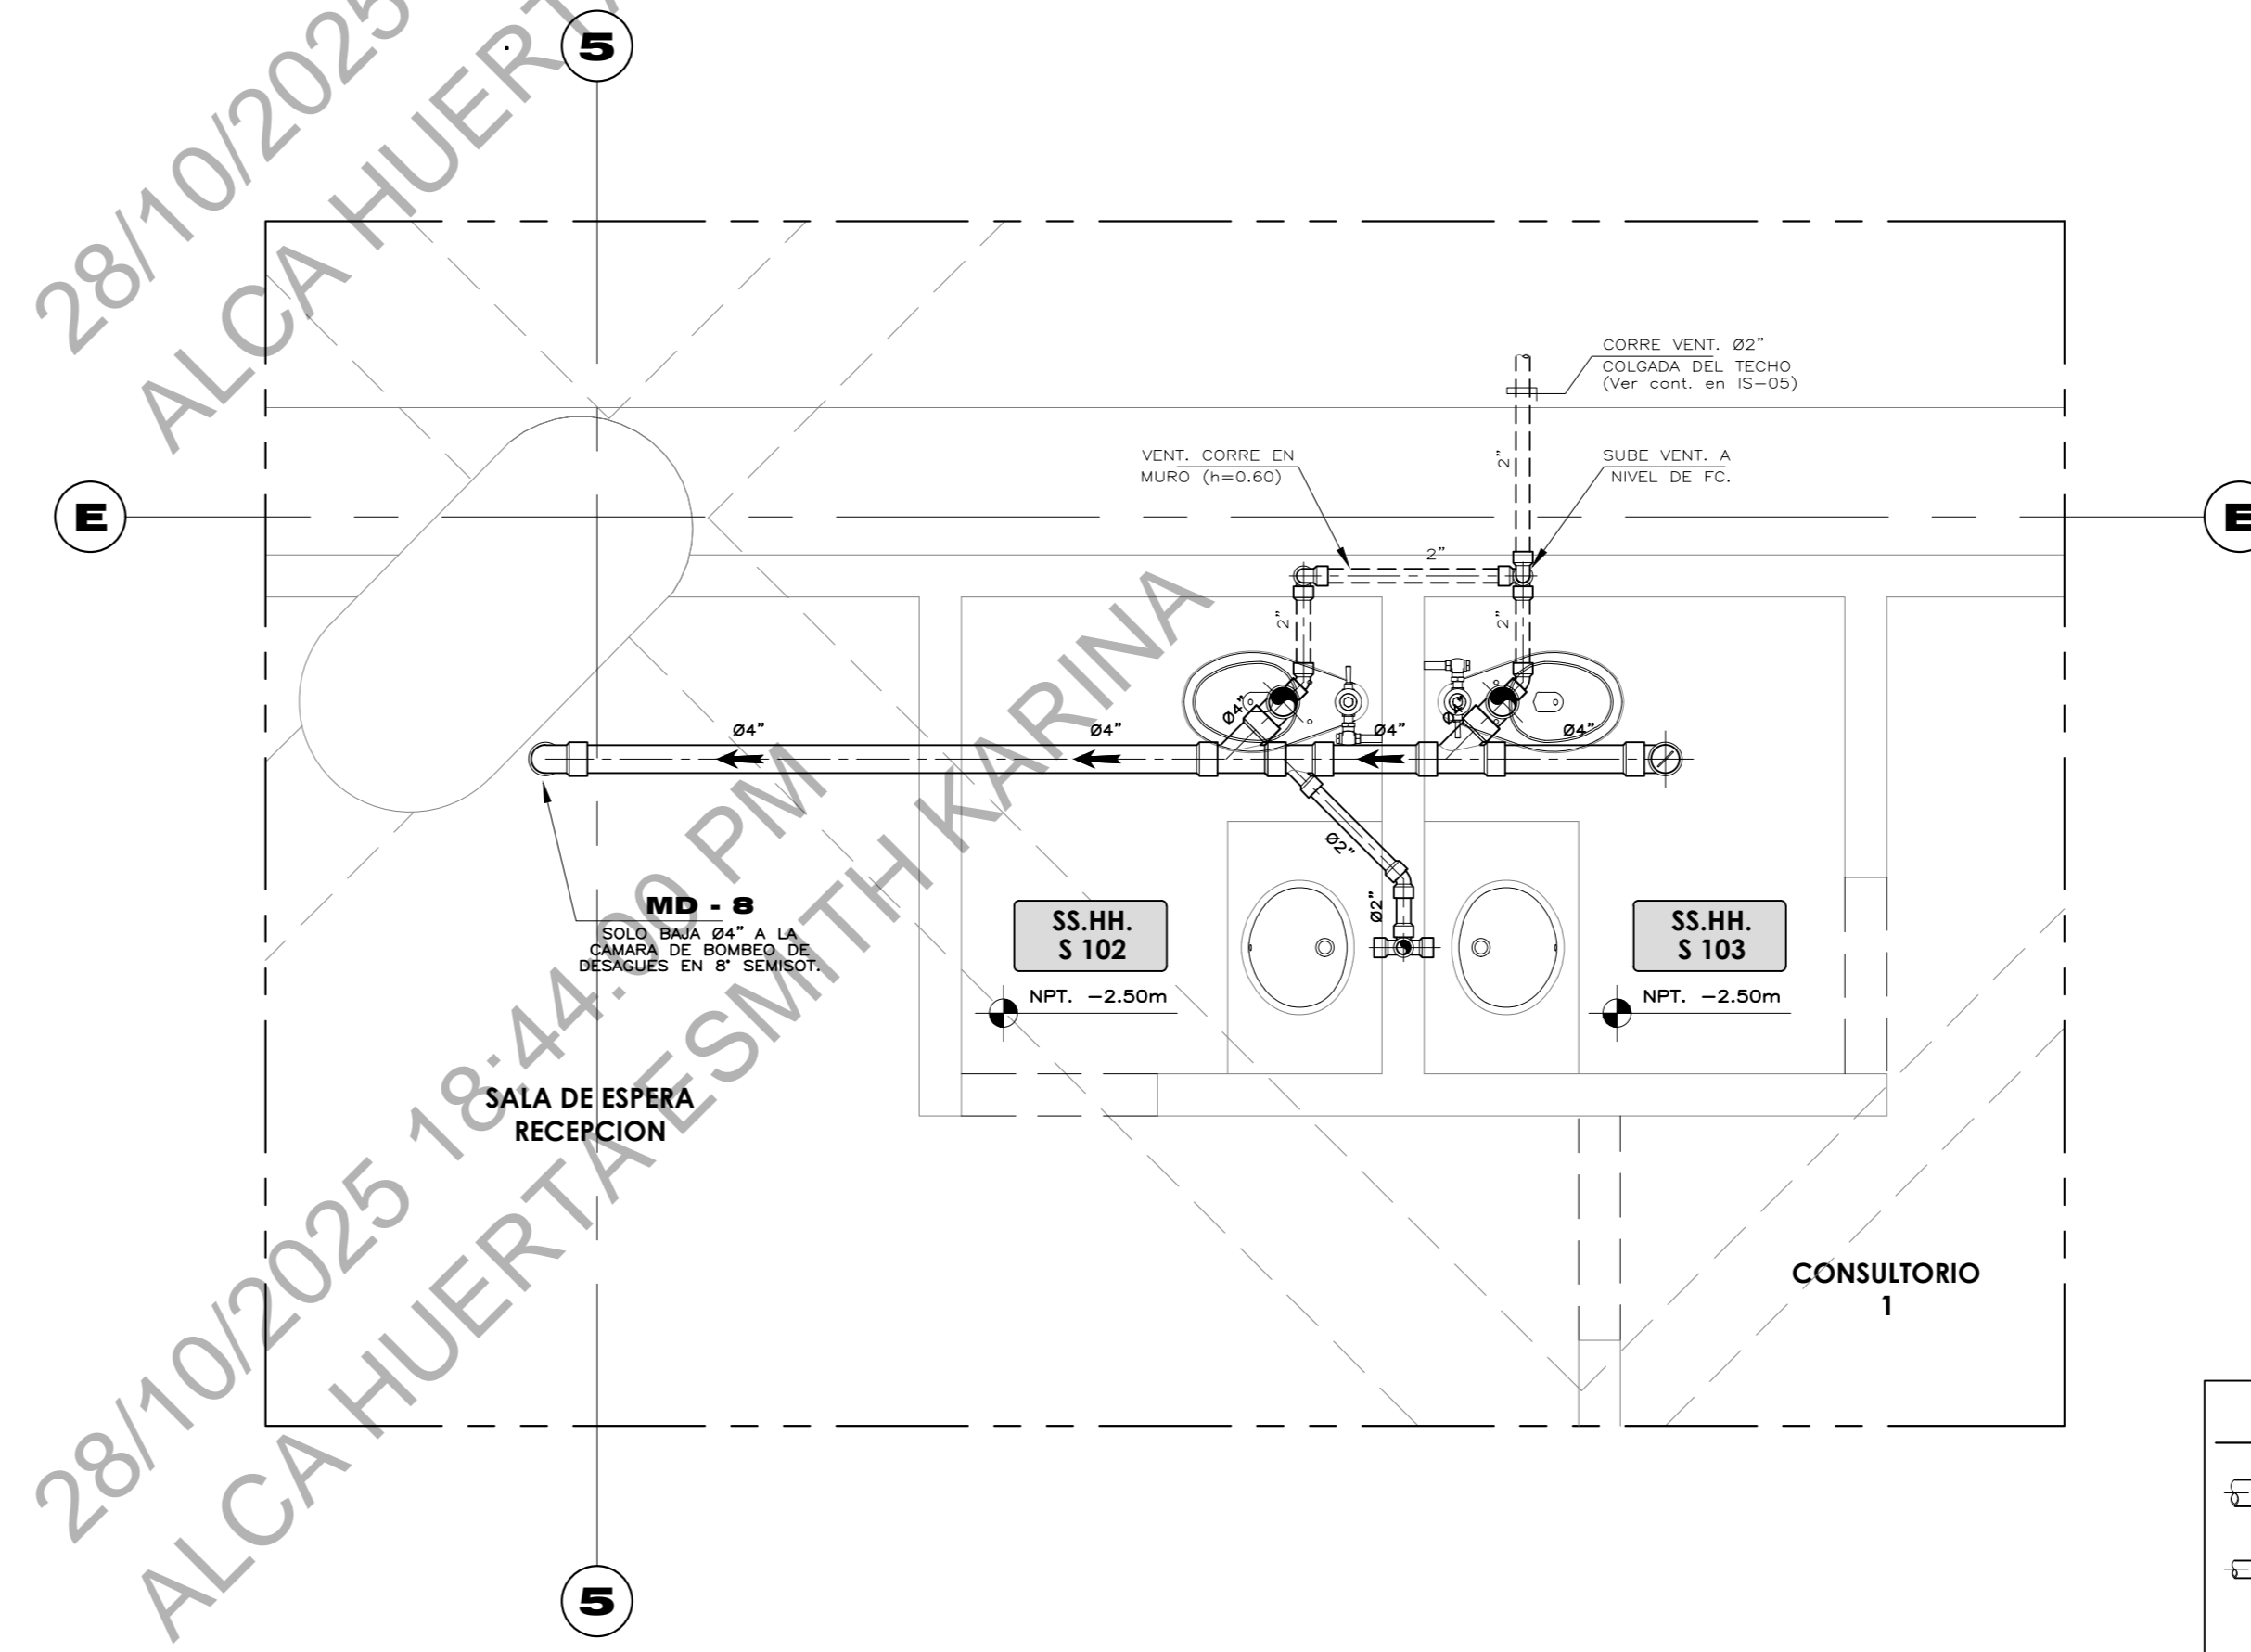 28/10/2025
ALCA HUERTA
5
CORRE VENT. Ø2"
COLGADA DEL TECHO
(Ver cont. en IS-05)
VENT. CORRE EN
MURO (h=0.60)
2"
SUBE VENT. A
NIVEL DE FC.
E
E
2"
2"
2"
Ø4"
Ø4"
Ø4"
Ø4"
Ø4"
Ø4"
Ø2"
Ø2"
MD - 8
SOLO BAJA Ø4" A LA
CAMARA DE BOMBEO DE
DESAGUES EN 8° SEMISOT.
SS.HH.
S 102
NPT. -2.50m
SS.HH.
S 103
NPT. -2.50m
SALA DE ESPERA
RECEPCION
CONSULTORIO
1
28/10/2025 18:44:00 PM
ALCA HUERTA ESMITH KARINA
5